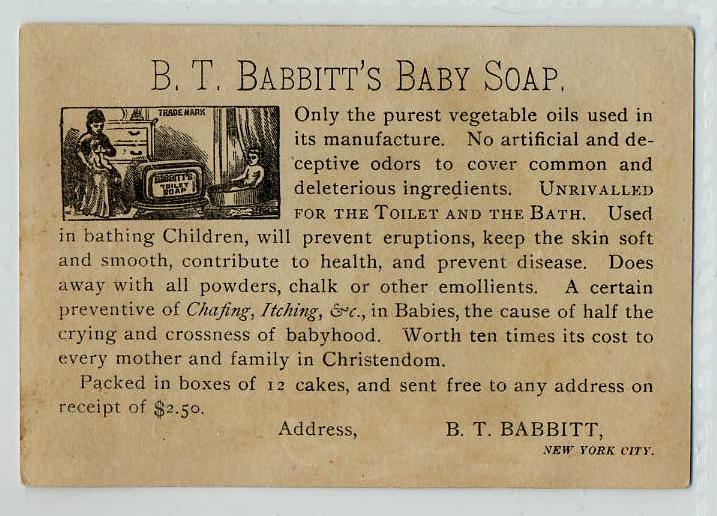 B. T. BABBITT'S BABY SOAP.
TRADE MARK
BABBITT'S
TOILET
SOAP
Only the purest vegetable oils used in
its manufacture. No artificial and de-
ceptive odors to cover common and
deleterious ingredients. UNRIVALLED
FOR THE TOILET AND THE BATH. Used
in bathing Children, will prevent eruptions, keep the skin soft
and smooth, contribute to health, and prevent disease. Does
away with all powders, chalk or other emollients. A certain
preventive of Chafing, Itching, &c., in Babies, the cause of half the
crying and crossness of babyhood. Worth ten times its cost to
every mother and family in Christendom.
Packed in boxes of 12 cakes, and sent free to any address on
receipt of $2.50.
Address, B. T. BABBITT,
NEW YORK CITY.